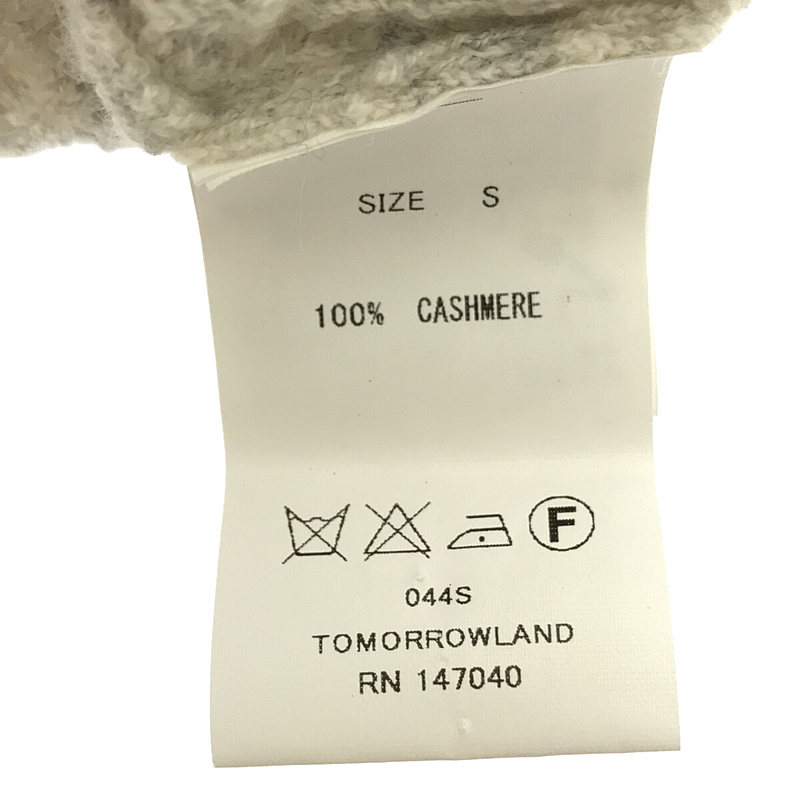 SIZE S
100% CASHMERE
F
044S
TOMORROWLAND
RN 147040